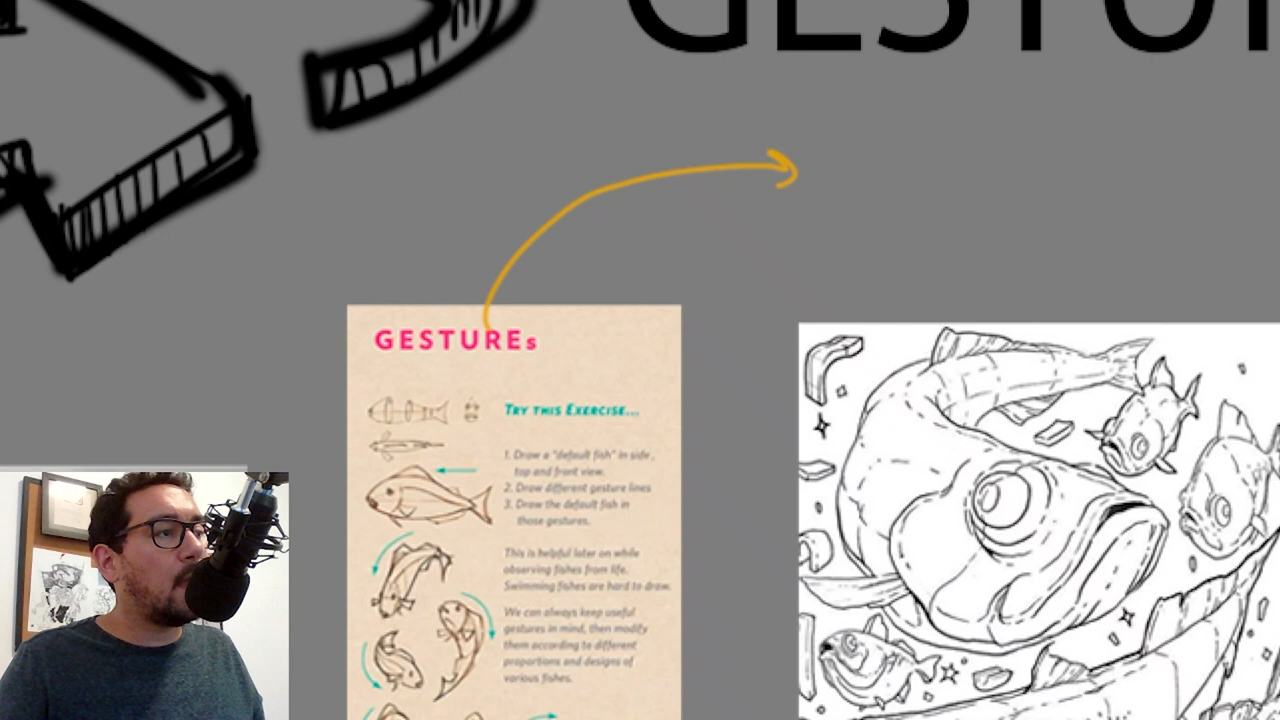 GESTUR
GESTUREs
TRY THIS EXERCISE...
1. Draw a "default fish" in side,
top and front view.
2. Draw different gesture lines
3. Draw the default fish in
those gestures.
This is helpful later on while
observing fishes from life.
Swimming fishes are hard to draw.
We can always keep useful
gestures in mind, then modify
them according to different
proportions and designs of
various fishes.